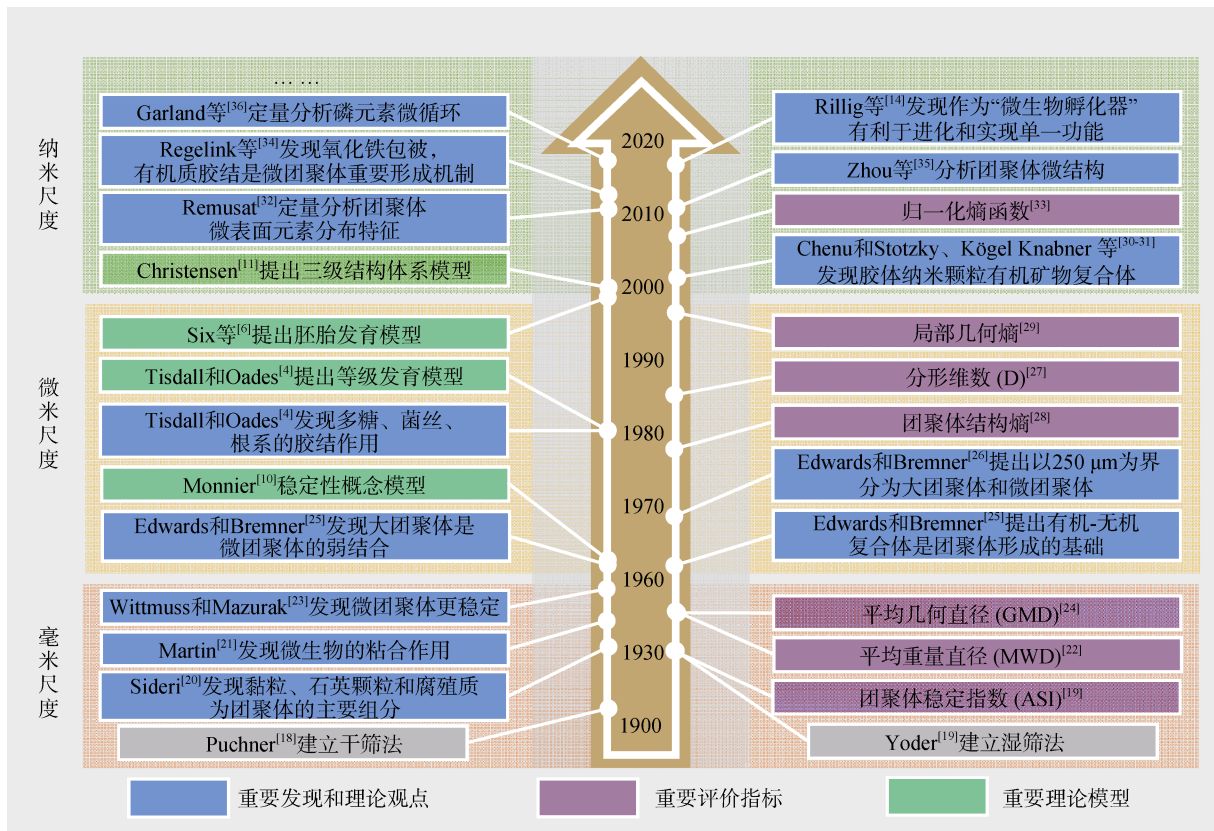 纳米尺度
… …
Garland等[36]定量分析磷元素微循环
Regelink等[34]发现氧化铁包被，
有机质胶结是微团聚体重要形成机制
Remusat[32]定量分析团聚体
微表面元素分布特征
Christensen[11]提出三级结构体系模型
微米尺度
Six等[6]提出胚胎发育模型
Tisdall和Oades[4]提出等级发育模型
Tisdall和Oades[4]发现多糖、菌丝、
根系的胶结作用
Monnier[10]稳定性概念模型
Edwards和Bremner[25]发现大团聚体是
微团聚体的弱结合
毫米尺度
Wittmuss和Mazurak[23]发现微团聚体更稳定
Martin[21]发现微生物的粘合作用
Sideri[20]发现黏粒、石英颗粒和腐殖质
为团聚体的主要组分
Puchner[18]建立干筛法
2020
2010
2000
1990
1980
1970
1960
1930
1900
Rillig等[14]发现作为“微生物孵化器”
有利于进化和实现单一功能
Zhou等[35]分析团聚体微结构
归一化熵函数[33]
Chenu和Stotzky、Kögel Knabner 等[30-31]
发现胶体纳米颗粒有机矿物复合体
局部几何熵[29]
分形维数 (D)[27]
团聚体结构熵[28]
Edwards和Bremner[26]提出以250 μm为界
分为大团聚体和微团聚体
Edwards和Bremner[25]提出有机-无机
复合体是团聚体形成的基础
平均几何直径 (GMD)[24]
平均重量直径 (MWD)[22]
团聚体稳定指数 (ASI)[19]
Yoder[19]建立湿筛法
重要发现和理论观点
重要评价指标
重要理论模型